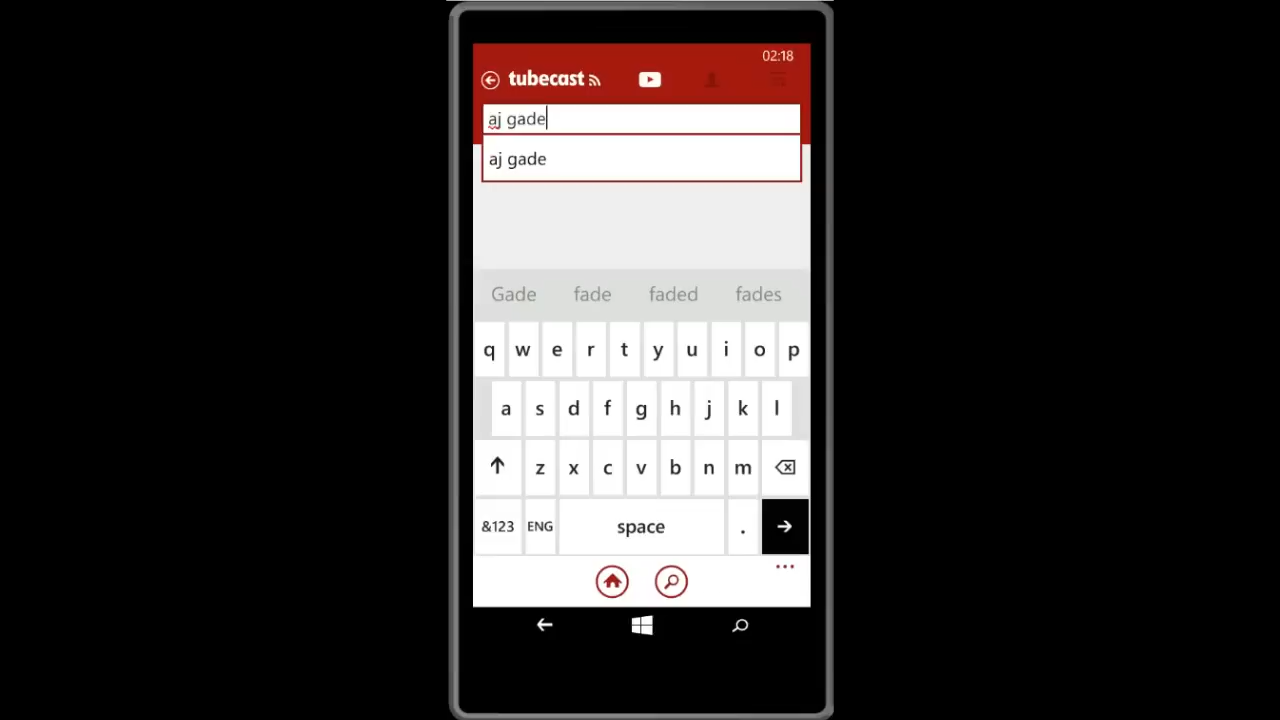 02:18
tubecast
aj gade
aj gade
Gade fade faded fades
q w e r t y u i o p
a s d f g h j k l
z x c v b n m
&123 ENG space .